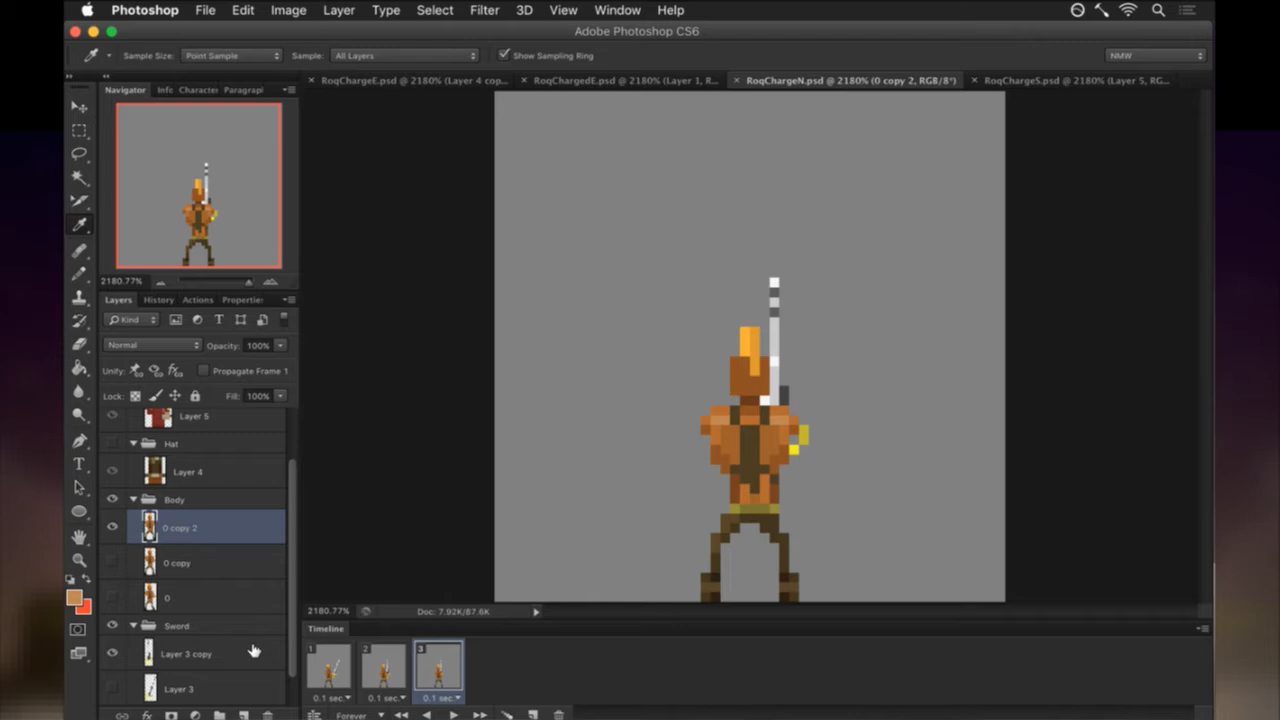 Photoshop File Edit Image Layer Type Select Filter 3D View Window Help
Adobe Photoshop CS6
Sample Size: Point Sample Sample: All Layers Show Sampling Ring NMW
RoqChargeE.psd @ 2180% (Layer 4 cop... RoqChargedE.psd @ 2180% (Layer 1, R... RoqChargeN.psd @ 2180% (0 copy 2, RGB/8*) RoqChargeS.psd @ 2180% (Layer 5, RG...
Navigator Info Character Paragraph
2180.77%
Layers History Actions Properties
Kind
Normal Opacity: 100%
Unify: Propagate Frame 1
Lock: Fill: 100%
Layer 5
Hat
Layer 4
Body
0 copy 2
0 copy
0
Sword
Layer 3 copy
Layer 3
2180.77% Doc: 7.92K/87.6K
Timeline
1 2 3
0.1 sec. 0.1 sec. 0.1 sec.
Forever